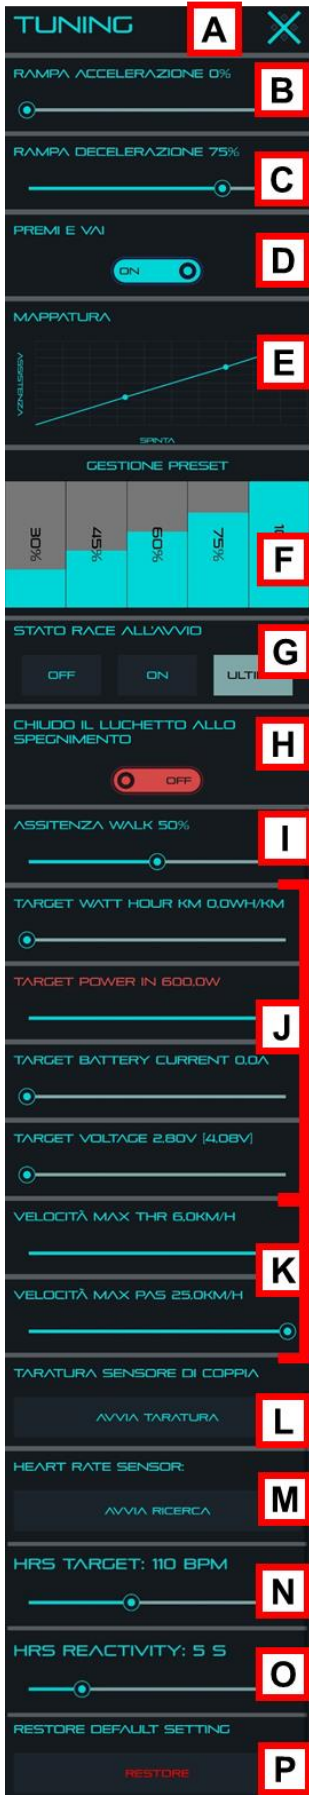 TUNING
A
RAMPA ACCELERAZIONE 0%
B
RAMPA DECELERAZIONE 75%
C
PREMI E VAI
ON
D
MAPPATURA
ASSISTENZA
SPINTA
E
GESTIONE PRESET
30%
45%
60%
75%
F
STATO RACE ALL'AVVIO
G
OFF
ON
CHIUDO IL LUCHETTO ALLO
SPEGNIMENTO
H
OFF
ASSITENZA WALK 50%
I
TARGET WATT HOUR KM 0.0WH/KM
TARGET POWER IN 600.0W
J
TARGET BATTERY CURRENT 0.0A
TARGET VOLTAGE 2.80V (4.08V)
VELOCITÀ MAX THR 6.0KM/H
K
VELOCITÀ MAX PAS 25.0KM/H
TARATURA SENSORE DI COPPIA
AVVIA TARATURA
L
HEART RATE SENSOR:
AVVIA RICERCA
M
HRS TARGET: 110 BPM
N
HRS REACTIVITY: 5 S
O
RESTORE DEFAULT SETTING
RESTORE
P